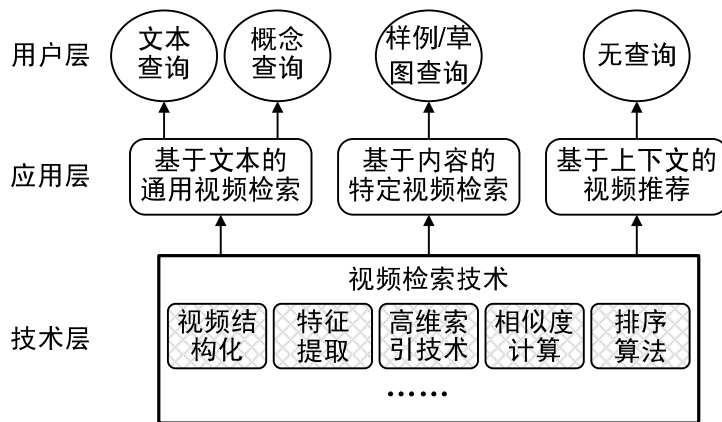 用户层
文本
查询
概念
查询
样例/草
图查询
无查询
应用层
基于文本的
通用视频检索
基于内容的
特定视频检索
基于上下文的
视频推荐
技术层
视频检索技术
视频结
构化
特征
提取
高维索
引技术
相似度
计算
排序
算法
……